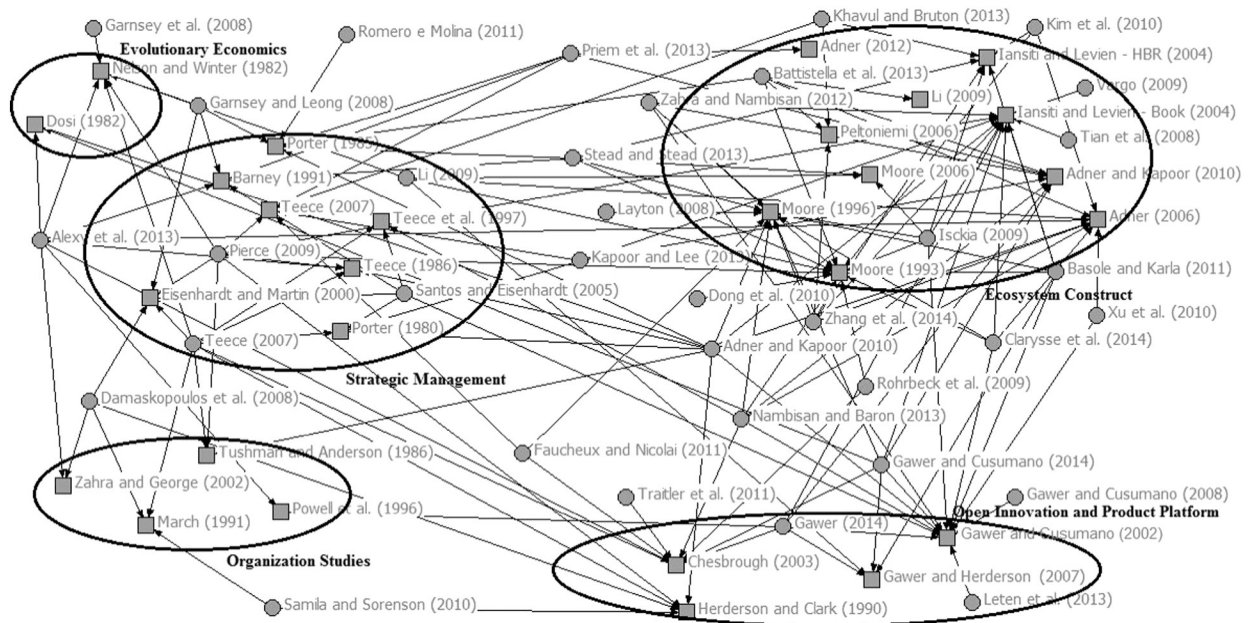 Garnsey et al. (2008)
Khavul and Bruton (2013)
Kim et al. (2010)
Romero e Molina (2011)
Evolutionary Economics
Priem et al. (2013)
Adner (2012)
Iansiti and Levien - HBR (2004)
Nelson and Winter (1982)
Battistella et al. (2013)
Vargo (2009)
Garnsey and Leong (2008)
Zahra and Nambisan (2012)
Li (2009)
Iansiti and Levien - Book (2004)
Dosi (1982)
Peltoniemi (2006)
Tian et al. (2008)
Porter (1985)
Stead and Stead (2013)
Barney (1991)
Li (2009)
Moore (2006)
Adner and Kapoor (2010)
Teece (2007)
Teece et al. (1997)
Layton (2008)
Moore (1996)
Adner (2006)
Alexy et al. (2013)
Isckia (2009)
Pierce (2009)
Teece (1986)
Kapoor and Lee (2013)
Moore (1993)
Basole and Karla (2011)
Eisenhardt and Martin (2000)
Santos and Eisenhardt (2005)
Dong et al. (2010)
Ecosystem Construct
Xu et al. (2010)
Zhang et al. (2014)
Porter (1980)
Teece (2007)
Adner and Kapoor (2010)
Clarysse et al. (2014)
Strategic Management
Rohrbeck et al. (2009)
Damaskopoulos et al. (2008)
Nambisan and Baron (2013)
Tushman and Anderson (1986)
Faucheux and Nicolai (2011)
Gawer and Cusumano (2014)
Zahra and George (2002)
Traitler et al. (2011)
Gawer and Cusumano (2008)
Powell et al. (1996)
Open Innovation and Product Platform
March (1991)
Gawer (2014)
Gawer and Cusumano (2002)
Organization Studies
Chesbrough (2003)
Gawer and Herderson (2007)
Samila and Sorenson (2010)
Herderson and Clark (1990)
Leten et al. (2013)